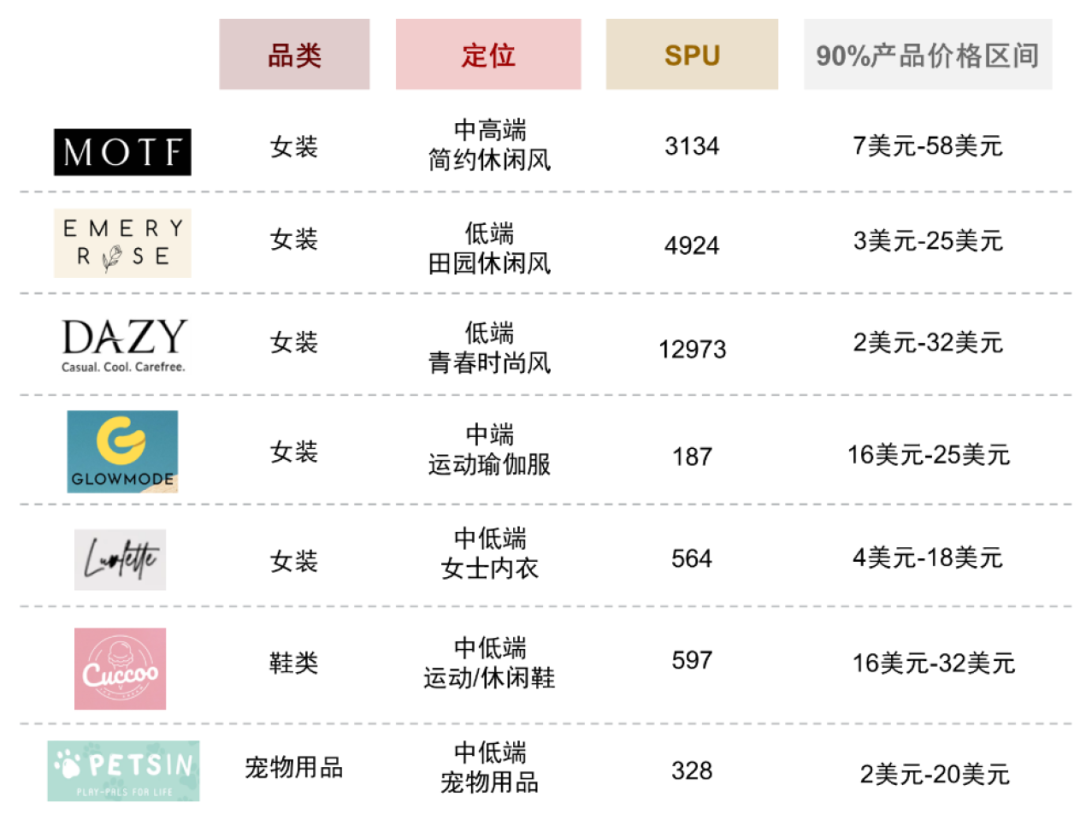 品类 定位 SPU 90%产品价格区间
MOTF 女装 中高端 3134 7美元-58美元
简约休闲风
EMERY
ROSE 女装 低端 4924 3美元-25美元
田园休闲风
DAZY 女装 低端 12973 2美元-32美元
Casual. Cool. Carefree. 青春时尚风
GLOWMODE 女装 中端 187 16美元-25美元
运动瑜伽服
Luvlette 女装 中低端 564 4美元-18美元
女士内衣
Cuccoo 鞋类 中低端 597 16美元-32美元
运动/休闲鞋
PETSIN 宠物用品 中低端 328 2美元-20美元
PLAY-PALS FOR LIFE 宠物用品